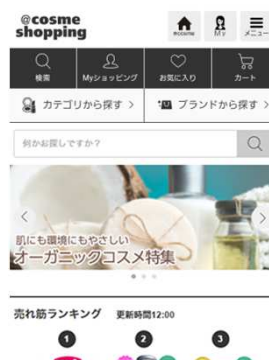 @cosme
shopping
@cosme
My
メニュー
検索
Myショッピング
お気に入り
カート
カテゴリから探す
ブランドから探す
何かお探しですか？
肌にも環境にもやさしい
オーガニックコスメ特集
売れ筋ランキング 更新時間12:00
1 2 3